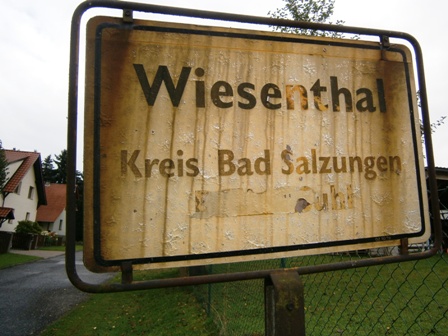 Wiesenthal
Kreis Bad Salzungen